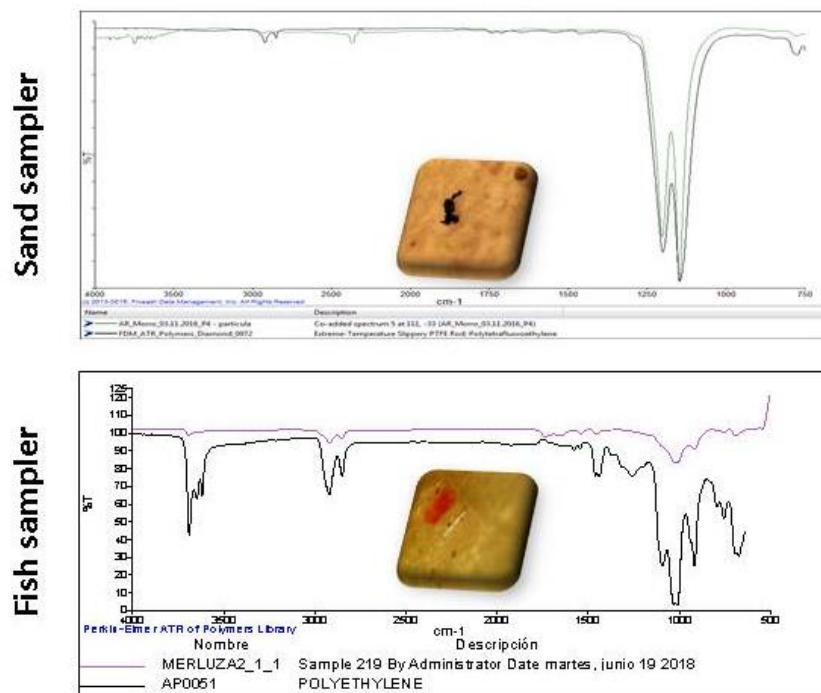 Sand sampler
%T
4000 3500 3000 2500 2000 1500 1250 1000 750
cm-1
Name Description
AR_Morro_03.11.2016_P4 - particula Co-added spectrum 5 at 111, -33 (AR_Morro_03.11.2016_P4)
FDM_ATR_Polymers_Diamond_0072 Extreme-Temperature Slippery PTFE Rod; Polytetrafluoroethylene
Fish sampler
125
120
110
100
90
80
70
60
50
40
30
20
10
0
%T
4000 3500 3000 2500 2000 1500 1000 500
cm-1
Perkin-Elmer ATR of Polymers Library
Nombre Descripción
MERLUZA2_1_1 Sample 219 By Administrator Date martes, junio 19 2018
AP0051 POLYETHYLENE